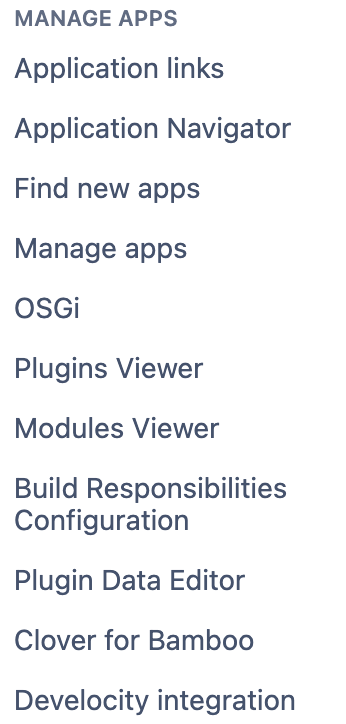 MANAGE APPS
Application links
Application Navigator
Find new apps
Manage apps
OSGi
Plugins Viewer
Modules Viewer
Build Responsibilities
Configuration
Plugin Data Editor
Clover for Bamboo
Develocity integration